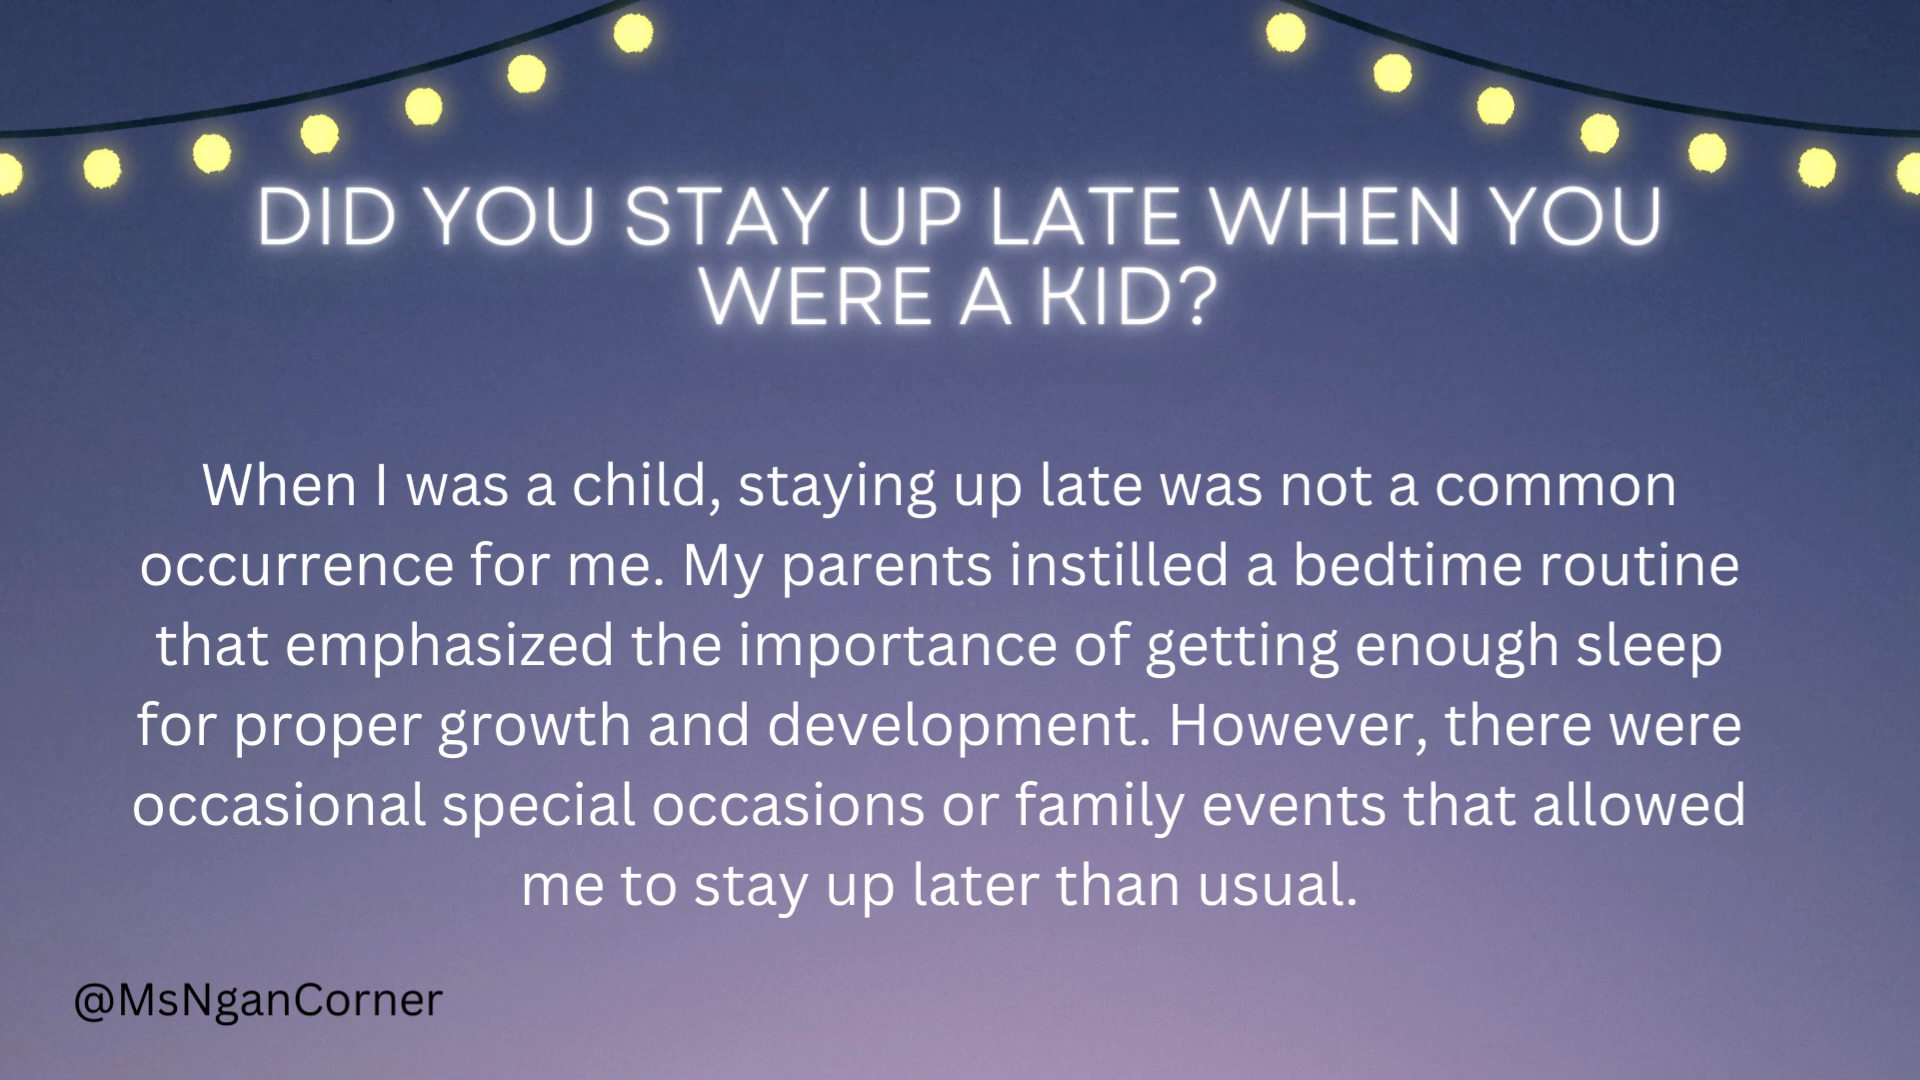 DID YOU STAY UP LATE WHEN YOU
WERE A KID?
When I was a child, staying up late was not a common
occurrence for me. My parents instilled a bedtime routine
that emphasized the importance of getting enough sleep
for proper growth and development. However, there were
occasional special occasions or family events that allowed
me to stay up later than usual.
@MsNganCorner